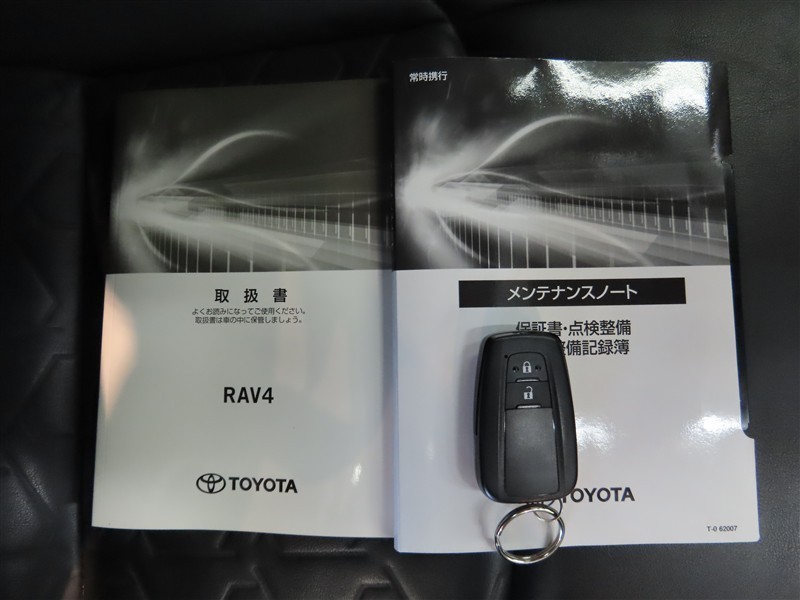 取扱書
よくお読みになってご使用ください。
取扱書は車の中に保管しましょう。
RAV4
TOYOTA
常時携行
メンテナンスノート
保証書・点検整備
備記録簿
TOYOTA
T-0 62007